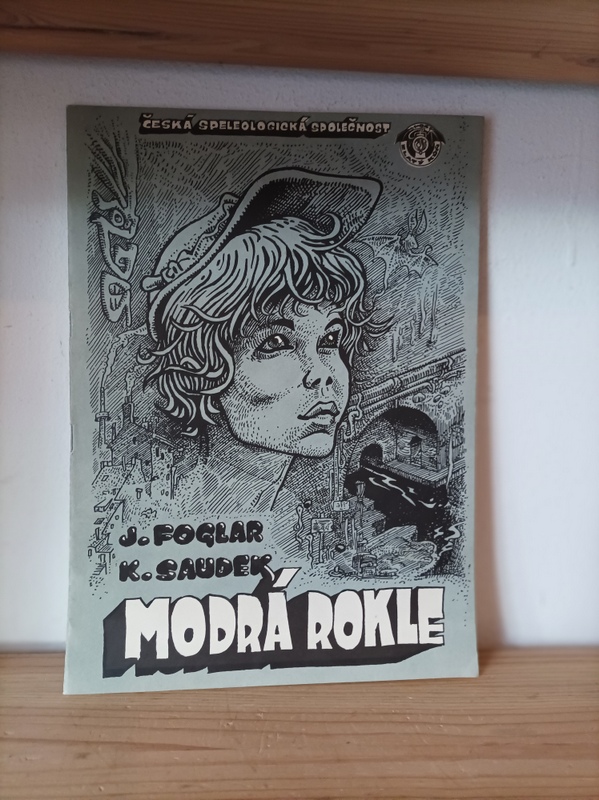 ČESKÁ SPELEOLOGICKÁ SPOLEČNOST
J. FOGLAR
K. SAUDEK
MODRÁ ROKLE